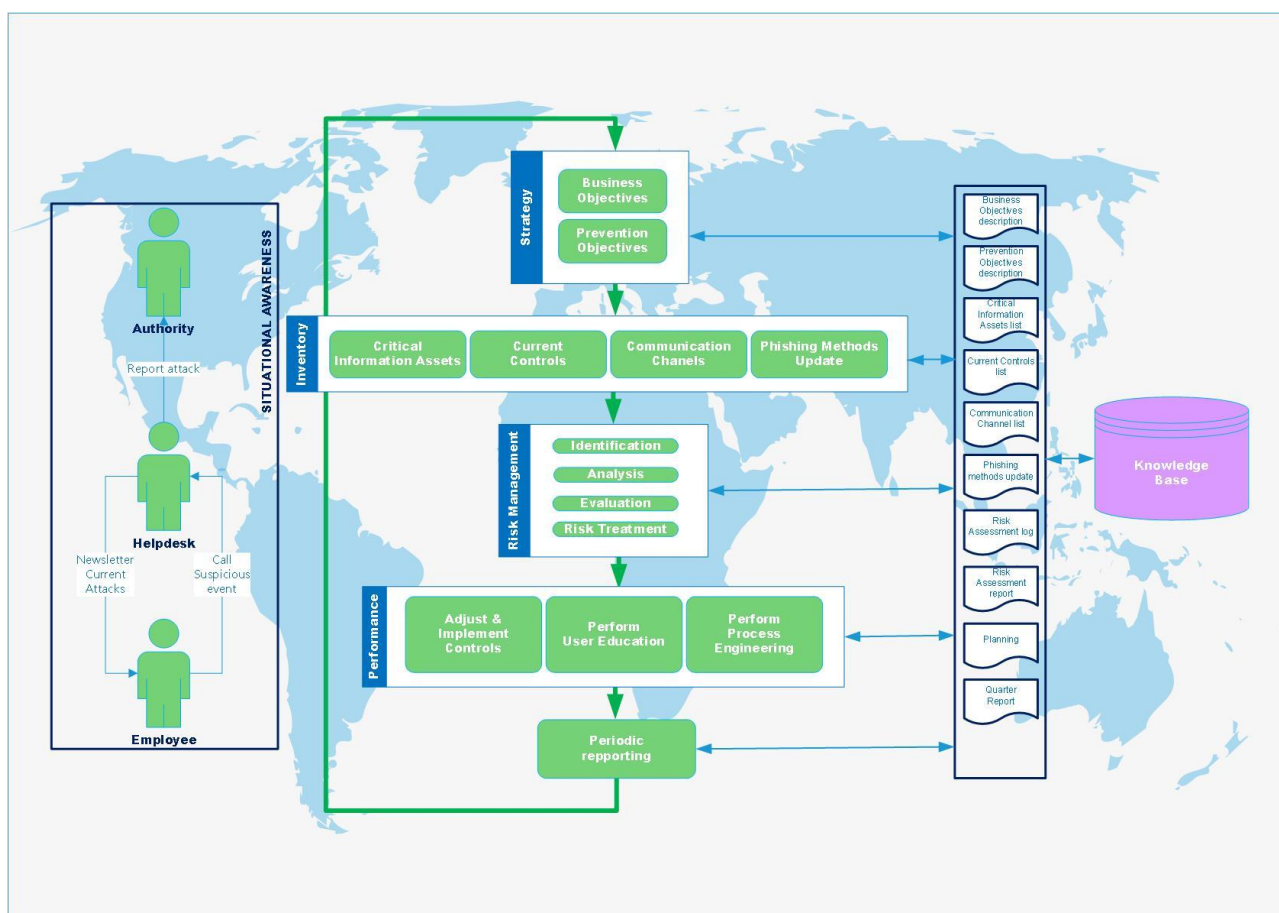 SITUATIONAL AWARENESS
Authority
Report attack
Helpdesk
Newsletter
Current
Attacks
Call
Suspicious
event
Employee
Strategy
Business
Objectives
Prevention
Objectives
Inventory
Critical
Information Assets
Current
Controls
Communication
Chanels
Phishing Methods
Update
Risk Management
Identification
Analysis
Evaluation
Risk Treatment
Performance
Adjust &
Implement
Controls
Perform
User Education
Perform
Process
Engineering
Periodic
repporting
Business
Objectives
description
Prevention
Objectives
description
Critical
Information
Assets list
Current Controls
list
Communication
Channel list
Phishing
methods update
Risk
Assessment log
Risk
Assessment
report
Planning
Quarter
Report
Knowledge
Base